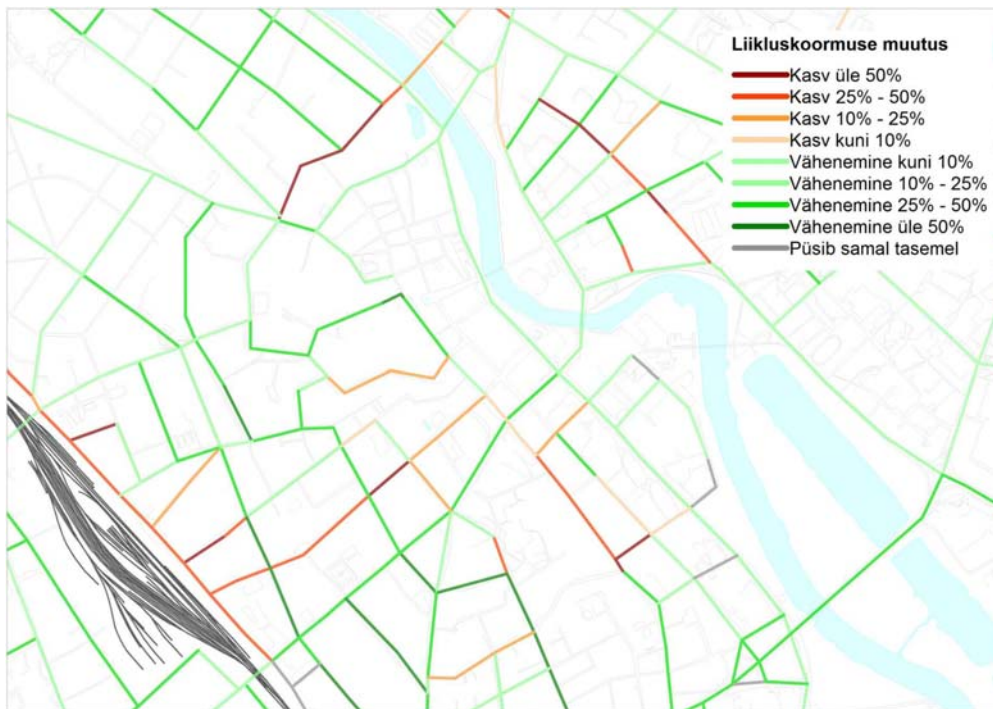 Liikluskoormuse muutus
Kasv üle 50%
Kasv 25% - 50%
Kasv 10% - 25%
Kasv kuni 10%
Vähenemine kuni 10%
Vähenemine 10% - 25%
Vähenemine 25% - 50%
Vähenemine üle 50%
Püsib samal tasemel